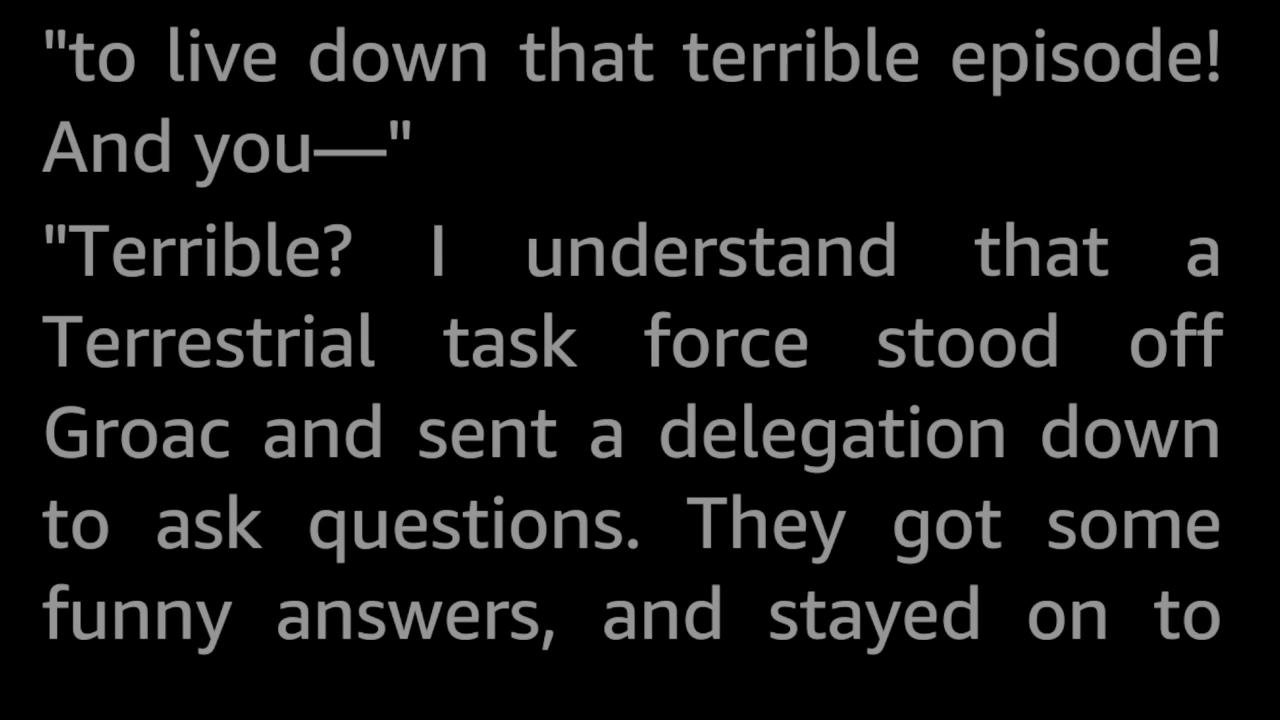 "to live down that terrible episode!
And you—"
"Terrible? I understand that a
Terrestrial task force stood off
Groac and sent a delegation down
to ask questions. They got some
funny answers, and stayed on to